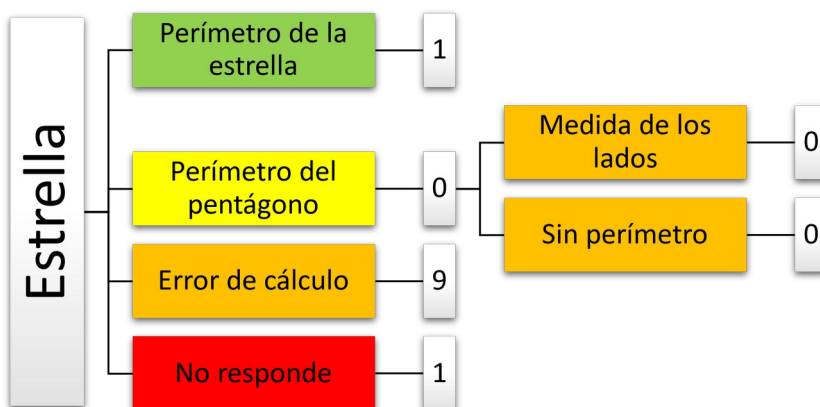 Estrella
Perímetro de la
estrella
1
Perímetro del
pentágono
0
Medida de los
lados
0
Sin perímetro
0
Error de cálculo
9
No responde
1